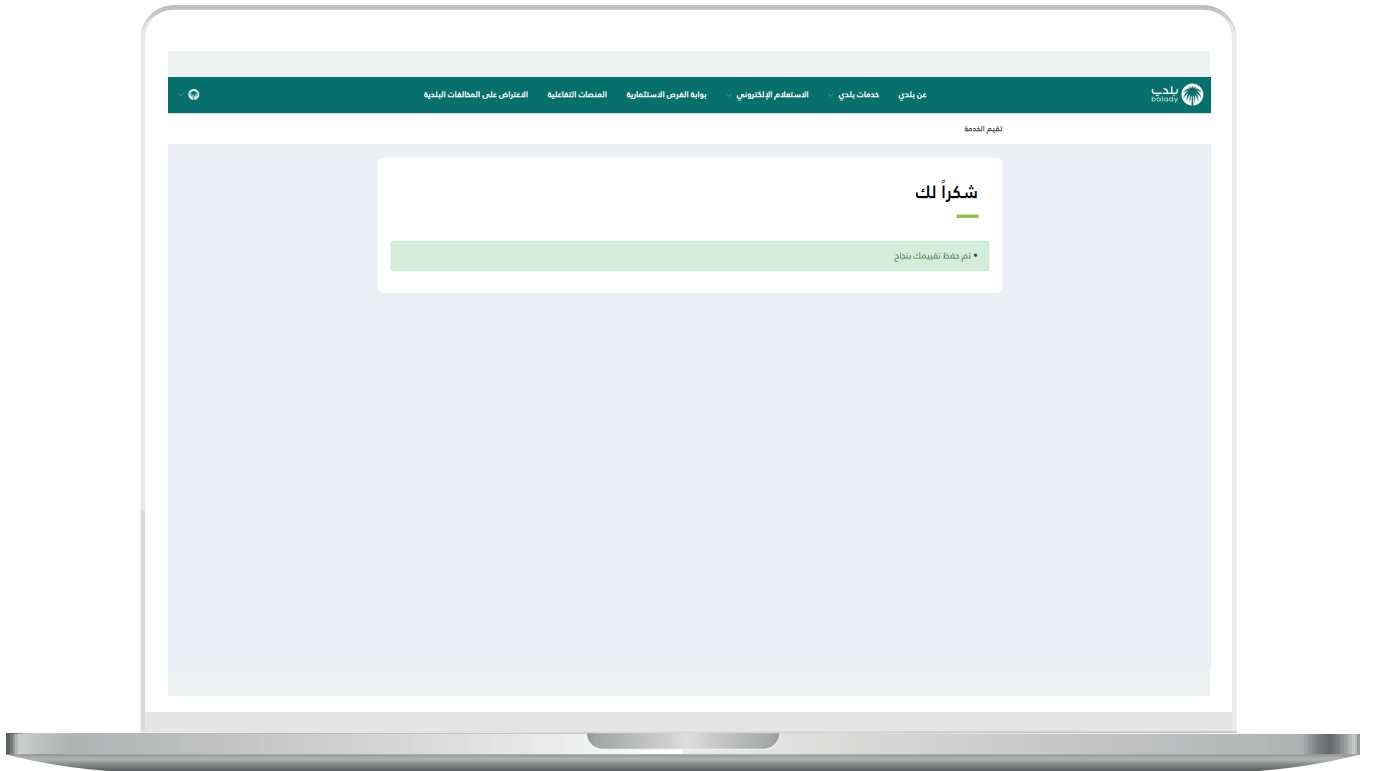 بلدي
balady
عن بلدي خدمات بلدي الاستعلام الإلكتروني بوابة الفرص الاستثمارية المنصات التفاعلية الاعتراض على المخالفات البلدية
تقيم الخدمة
شكراً لك
• تم حفظ تقييمك بنجاح